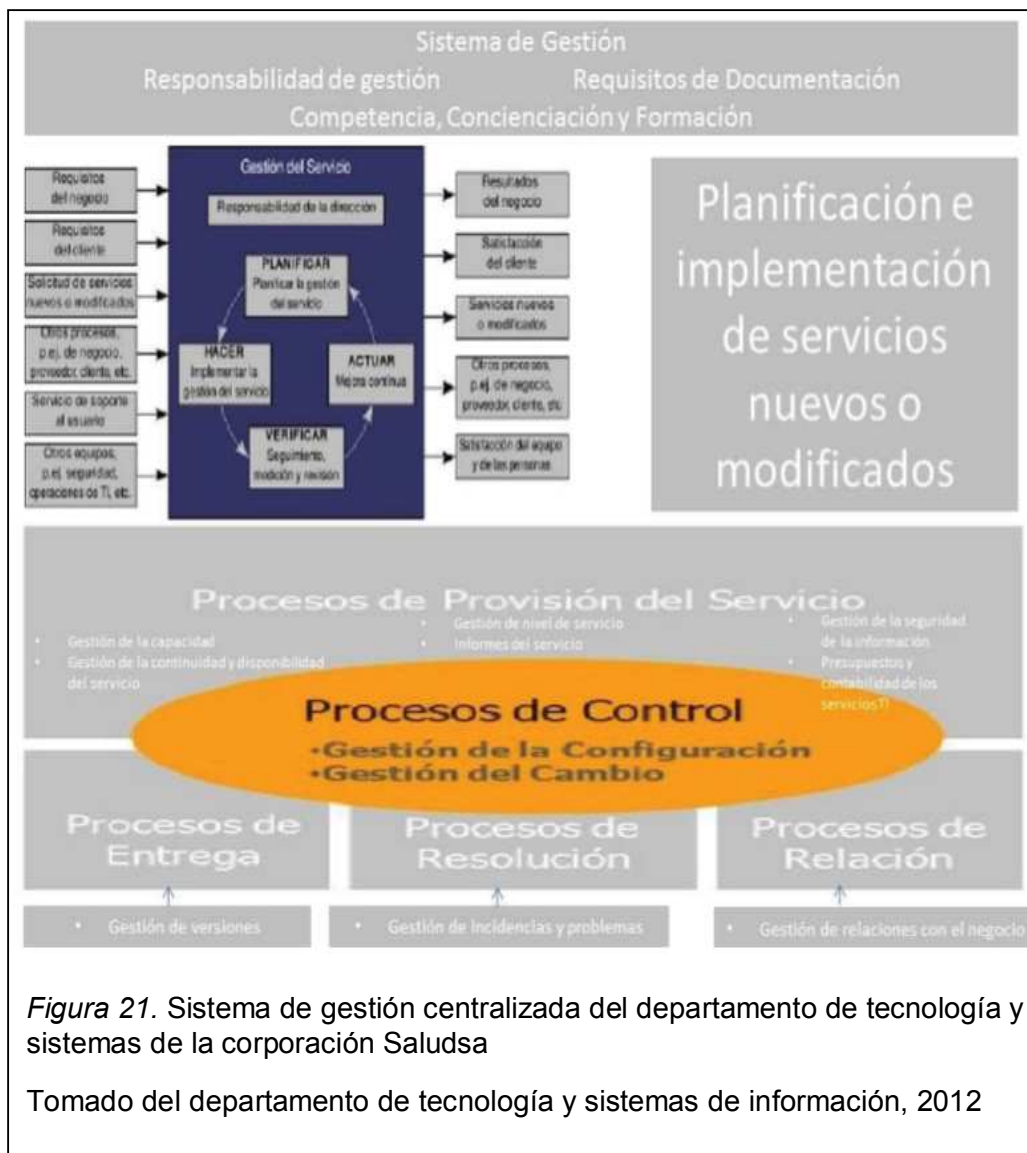 Sistema de Gestión
Responsabilidad de gestión Requisitos de Documentación
Competencia, Concienciación y Formación
Requisitos
del negocio
Requisitos
del cliente
Solicitud de servicios
nuevos o modificados
Otros procesos,
p.ej. de negocio,
proveedor, cliente, etc.
Servicio de soporte
al usuario
Otros equipos,
p.ej. seguridad,
operaciones de TI, etc.
Gestión del Servicio
Responsabilidad de la dirección
PLANIFICAR
Planificar la gestión
del servicio
HACER
Implementar la
gestión del servicio
ACTUAR
Mejora continua
VERIFICAR
Seguimiento,
medición y revisión
Resultados
del negocio
Satisfacción
del cliente
Servicios nuevos
o modificados
Otros procesos,
p.ej. de negocio,
proveedor, cliente, etc
Satisfacción del equipo
y de las personas
Planificación e
implementación
de servicios
nuevos o
modificados
Procesos de Provisión del Servicio
• Gestión de la capacidad
• Gestión de la continuidad y disponibilidad
del servicio
• Gestión de nivel de servicio
• Informes del servicio
• Gestión de la seguridad
de la información
• Presupuestos y
contabilidad de los
serviciosTI
Procesos de Control
•Gestión de la Configuración
•Gestión del Cambio
Procesos de
Entrega
Procesos de
Resolución
Procesos de
Relación
• Gestión de versiones
• Gestión de incidencias y problemas
• Gestión de relaciones con el negocio
Figura 21. Sistema de gestión centralizada del departamento de tecnología y
sistemas de la corporación Saludsa
Tomado del departamento de tecnología y sistemas de información, 2012